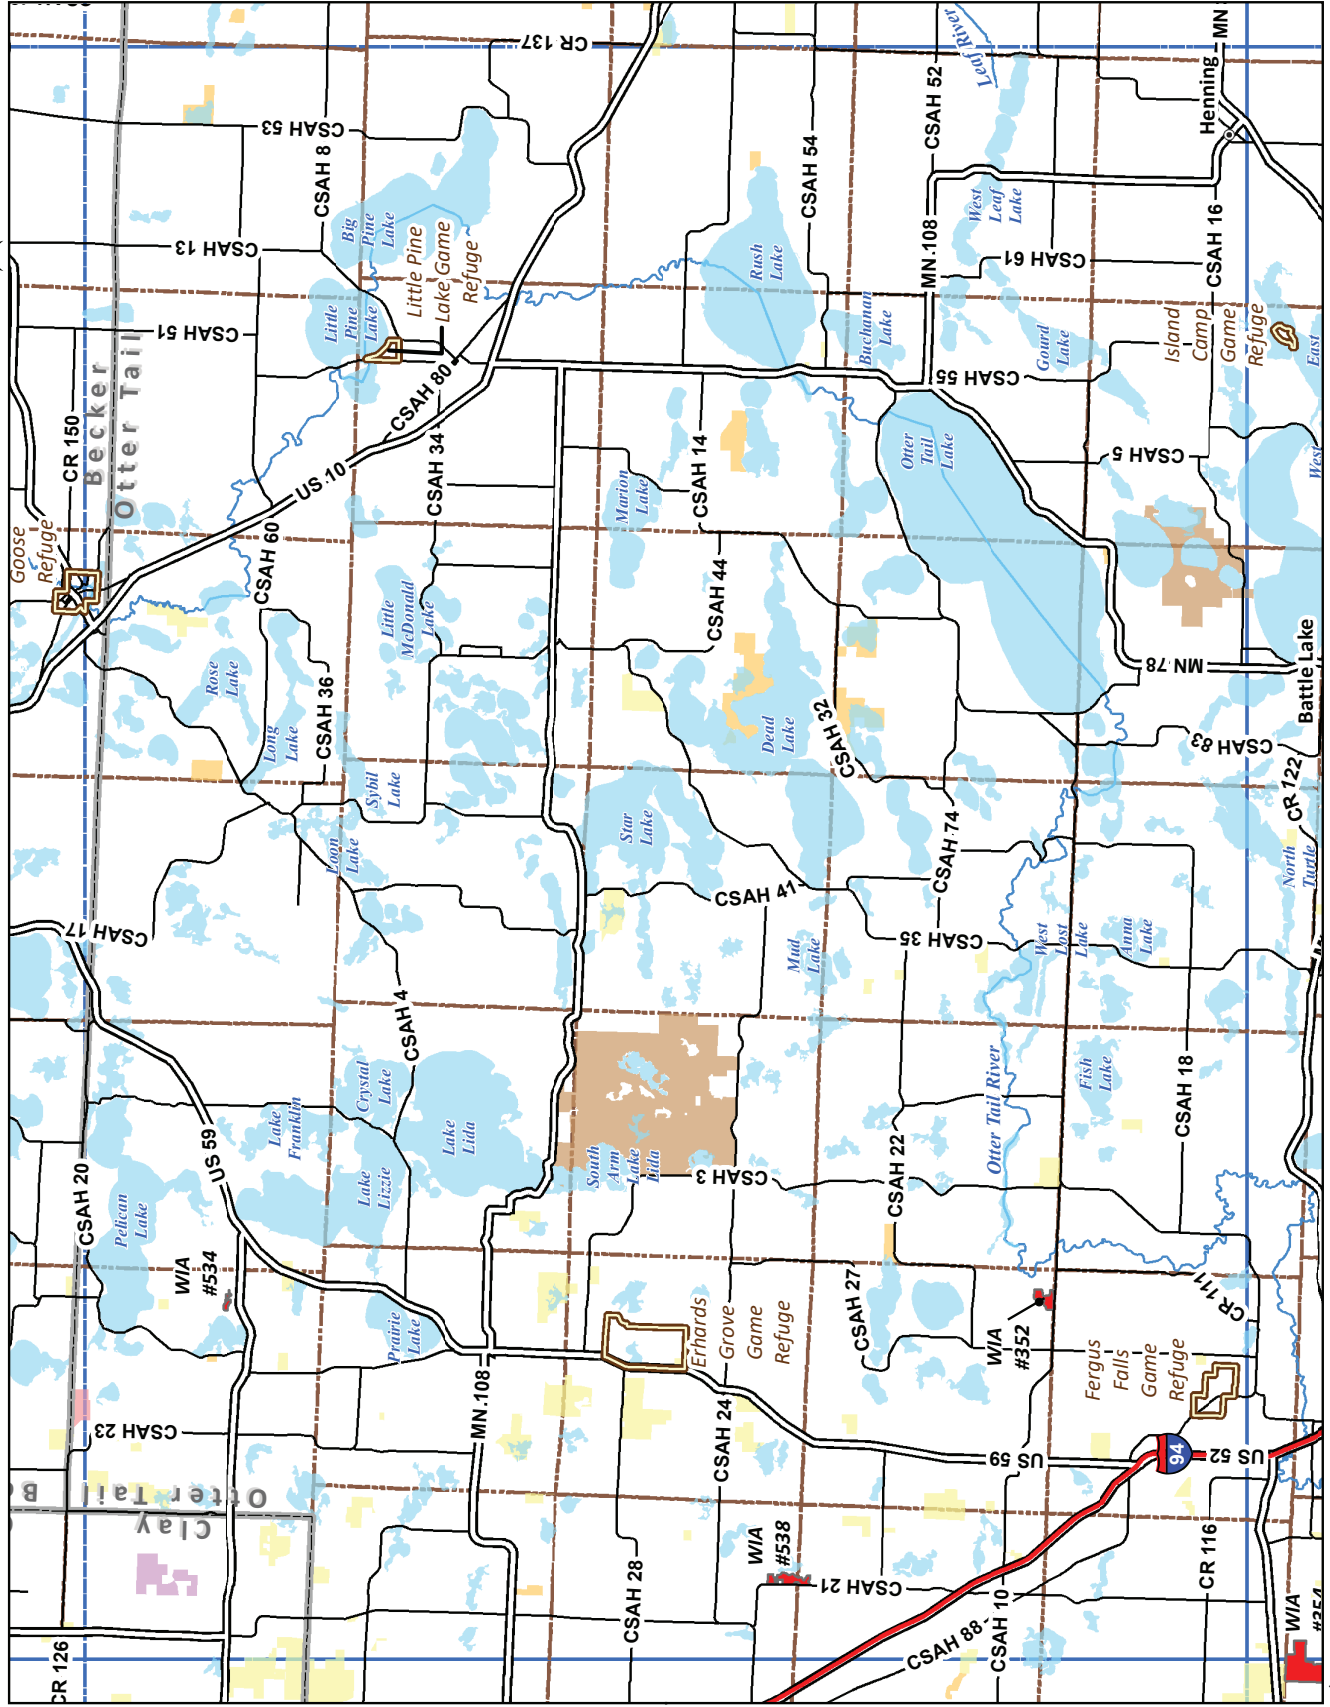 CR 137
CSAH 53
CSAH 8
CSAH 13
CSAH 51
CR 150
Becker
Otter Tail
Goose
Refuge
Big
Pine
Lake
Little
Pine
Lake
Little Pine
Lake Game
Refuge
CSAH 80
US 10
CSAH 34
CSAH 60
CSAH 52
Leaf River
MN
Henning
CSAH 54
West
Leaf
Lake
MN 108
CSAH 16
CSAH 61
Rush
Lake
Buchanan
Lake
Gourd
Lake
Island
Camp
Game
Refuge
East
CSAH 55
CSAH 5
West
Otter
Tail
Lake
CSAH 14
Marion
Lake
CSAH 44
Little
McDonald
Lake
Rose
Lake
Long
Lake
CSAH 36
Sybil
Lake
Loon
Lake
Dead
Lake
CSAH 32
MN 78
Battle Lake
CSAH 83
CR 122
North
Turtle
Star
Lake
CSAH 74
CSAH 41
CSAH 35
CSAH 17
Mud
Lake
West
Lost
Lake
Anna
Lake
CSAH 4
Crystal
Lake
Lake
Franklin
Lake
Lida
Lake
Lizzie
South
Arm
Lake
Lida
CSAH 3
Otter Tail River
Fish
Lake
CSAH 18
CSAH 22
US 59
CSAH 20
Pelican
Lake
WIA
#534
Prairie
Lake
Erhards
Grove
Game
Refuge
CSAH 27
WIA
#352
CR 111
Fergus
Falls
Game
Refuge
MN 108
CSAH 24
CSAH 23
US 59
94
US 52
Otter Tail
Clay
WIA
#538
CSAH 21
CSAH 28
CSAH 10
CSAH 88
CR 116
CR 126
WIA
#354